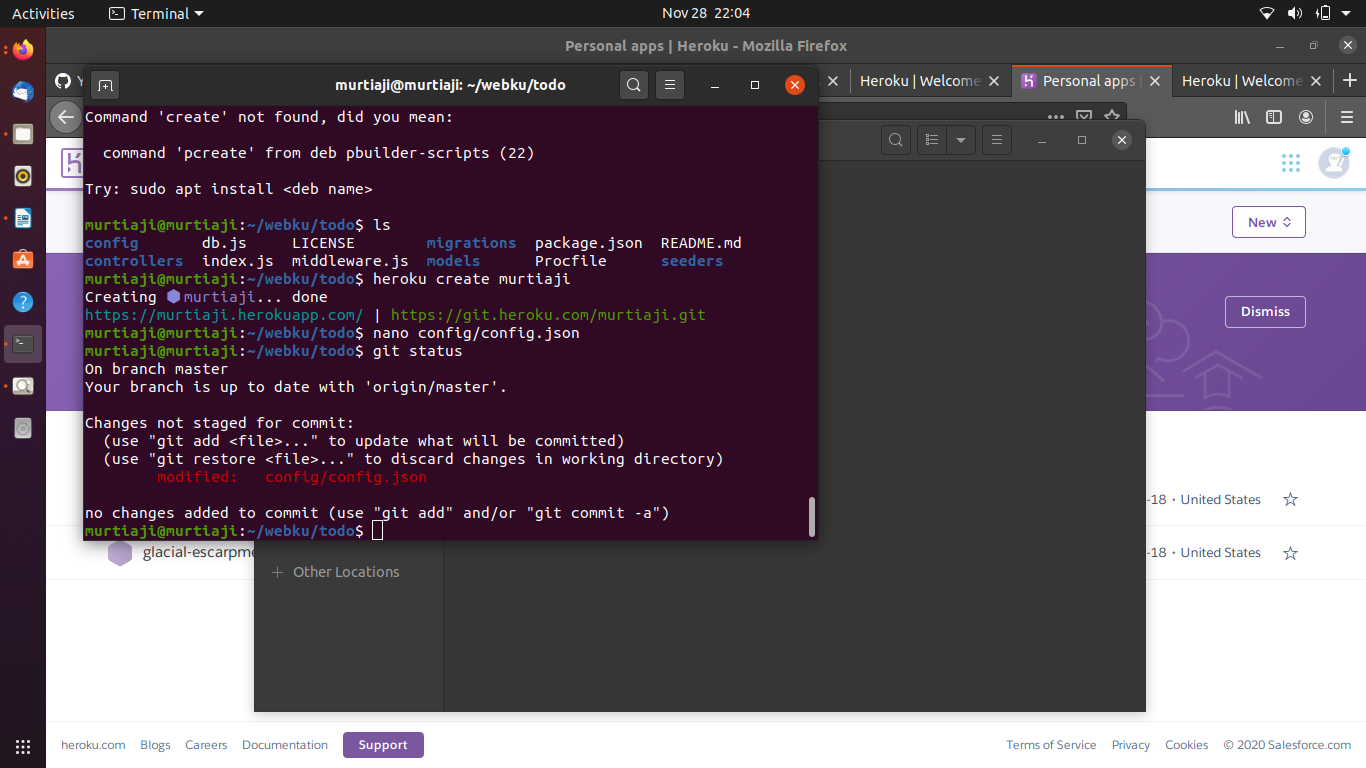 Activities
Terminal
Nov 28 22:04
Personal apps | Heroku - Mozilla Firefox
Heroku | Welcome
Personal apps
Heroku | Welcome
murtiaji@murtiaji: ~/webku/todo
Command 'create' not found, did you mean:
command 'pcreate' from deb pbuilder-scripts (22)
Try: sudo apt install <deb name>
murtiaji@murtiaji:~/webku/todo$ ls
config db.js LICENSE migrations package.json README.md
controllers index.js middleware.js models Procfile seeders
murtiaji@murtiaji:~/webku/todo$ heroku create murtiaji
Creating murtiaji... done
https://murtiaji.herokuapp.com/ | https://git.heroku.com/murtiaji.git
murtiaji@murtiaji:~/webku/todo$ nano config/config.json
murtiaji@murtiaji:~/webku/todo$ git status
On branch master
Your branch is up to date with 'origin/master'.
Changes not staged for commit:
(use "git add <file>..." to update what will be committed)
(use "git restore <file>..." to discard changes in working directory)
modified: config/config.json
no changes added to commit (use "git add" and/or "git commit -a")
murtiaji@murtiaji:~/webku/todo$
New
Dismiss
-18 · United States
glacial-escarpme
-18 · United States
Other Locations
heroku.com Blogs Careers Documentation Support
Terms of Service Privacy Cookies © 2020 Salesforce.com